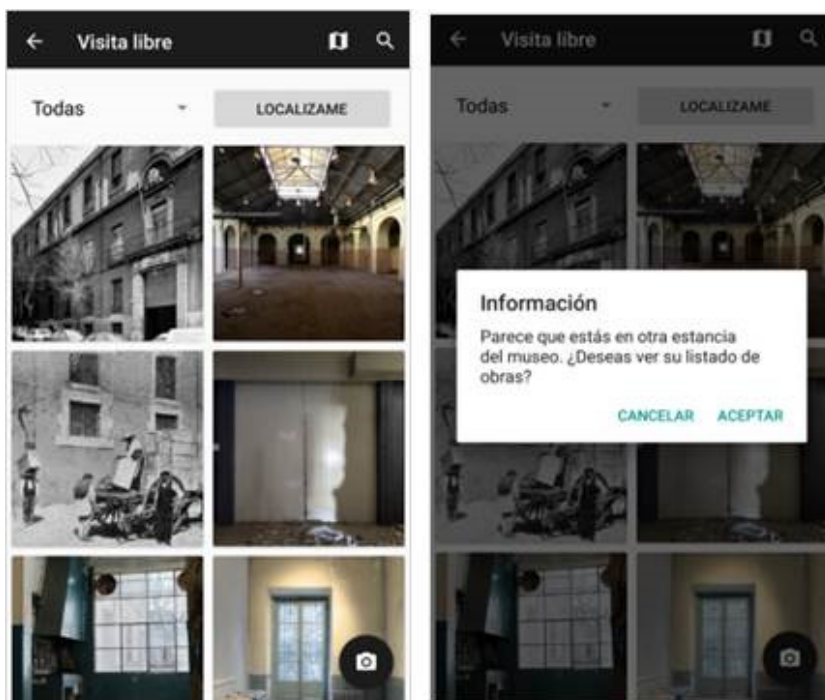 Visita libre
Todas
LOCALIZAME
Visita libre
Todas
LOCALIZAME
Información
Parece que estás en otra estancia
del museo. ¿Deseas ver su listado de
obras?
CANCELAR ACEPTAR